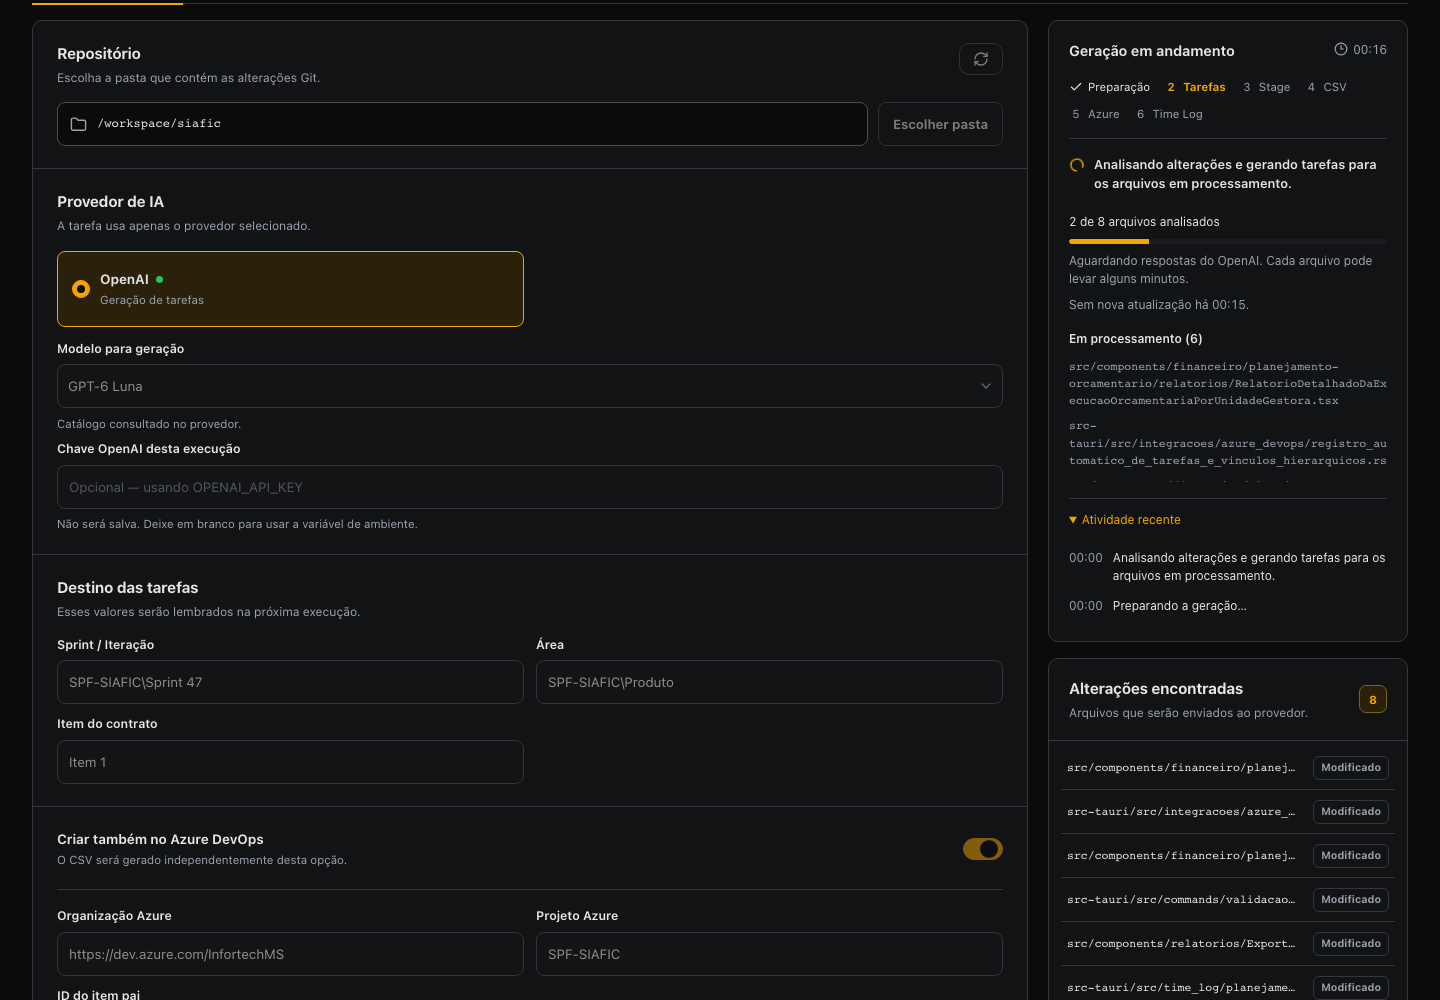 Repositório
Escolha a pasta que contém as alterações Git.
/workspace/siafic
Escolher pasta
Provedor de IA
A tarefa usa apenas o provedor selecionado.
OpenAI
Geração de tarefas
Modelo para geração
GPT-6 Luna
Catálogo consultado no provedor.
Chave OpenAI desta execução
Opcional — usando OPENAI_API_KEY
Não será salva. Deixe em branco para usar a variável de ambiente.
Destino das tarefas
Esses valores serão lembrados na próxima execução.
Sprint / Iteração
SPF-SIAFIC\Sprint 47
Área
SPF-SIAFIC\Produto
Item do contrato
Item 1
Criar também no Azure DevOps
O CSV será gerado independentemente desta opção.
Organização Azure
https://dev.azure.com/InfortechMS
Projeto Azure
SPF-SIAFIC
ID do item pai
Geração em andamento
00:16
Preparação 2 Tarefas 3 Stage 4 CSV
5 Azure 6 Time Log
Analisando alterações e gerando tarefas para
os arquivos em processamento.
2 de 8 arquivos analisados
Aguardando respostas do OpenAI. Cada arquivo pode
levar alguns minutos.
Sem nova atualização há 00:15.
Em processamento (6)
src/components/financeiro/planejamento-
orcamentario/relatorios/RelatorioDetalhadoDaEx
ecucaoOrcamentariaPorUnidadeGestora.tsx
src-
tauri/src/integracoes/azure_devops/registro_au
tomatico_de_tarefas_e_vinculos_hierarquicos.rs
Atividade recente
00:00 Analisando alterações e gerando tarefas para os
arquivos em processamento.
00:00 Preparando a geração…
Alterações encontradas
Arquivos que serão enviados ao provedor.
8
src/components/financeiro/planej… Modificado
src-tauri/src/integracoes/azure_… Modificado
src/components/financeiro/planej… Modificado
src-tauri/src/commands/validacao… Modificado
src/components/relatorios/Export… Modificado
src-tauri/src/time_log/planejame… Modificado